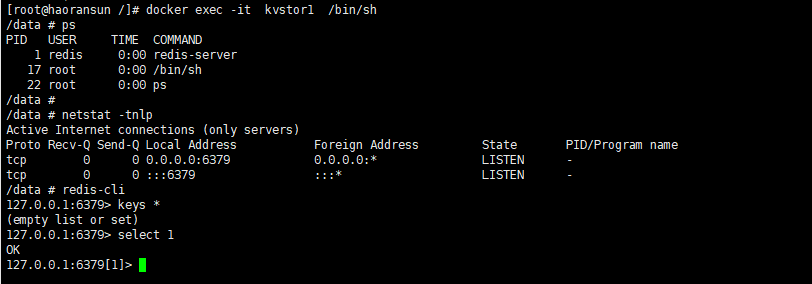 [root@haoransun /]# docker exec -it  kvstor1  /bin/sh
/data # ps
PID   USER     TIME  COMMAND
    1 redis     0:00 redis-server
   17 root      0:00 /bin/sh
   22 root      0:00 ps
/data #
/data # netstat -tnlp
Active Internet connections (only servers)
Proto Recv-Q Send-Q Local Address           Foreign Address         State       PID/Program name
tcp        0      0 0.0.0.0:6379            0.0.0.0:*               LISTEN      -
tcp        0      0 :::6379                 :::*                    LISTEN      -
/data # redis-cli
127.0.0.1:6379> keys *
(empty list or set)
127.0.0.1:6379> select 1
OK
127.0.0.1:6379[1]>